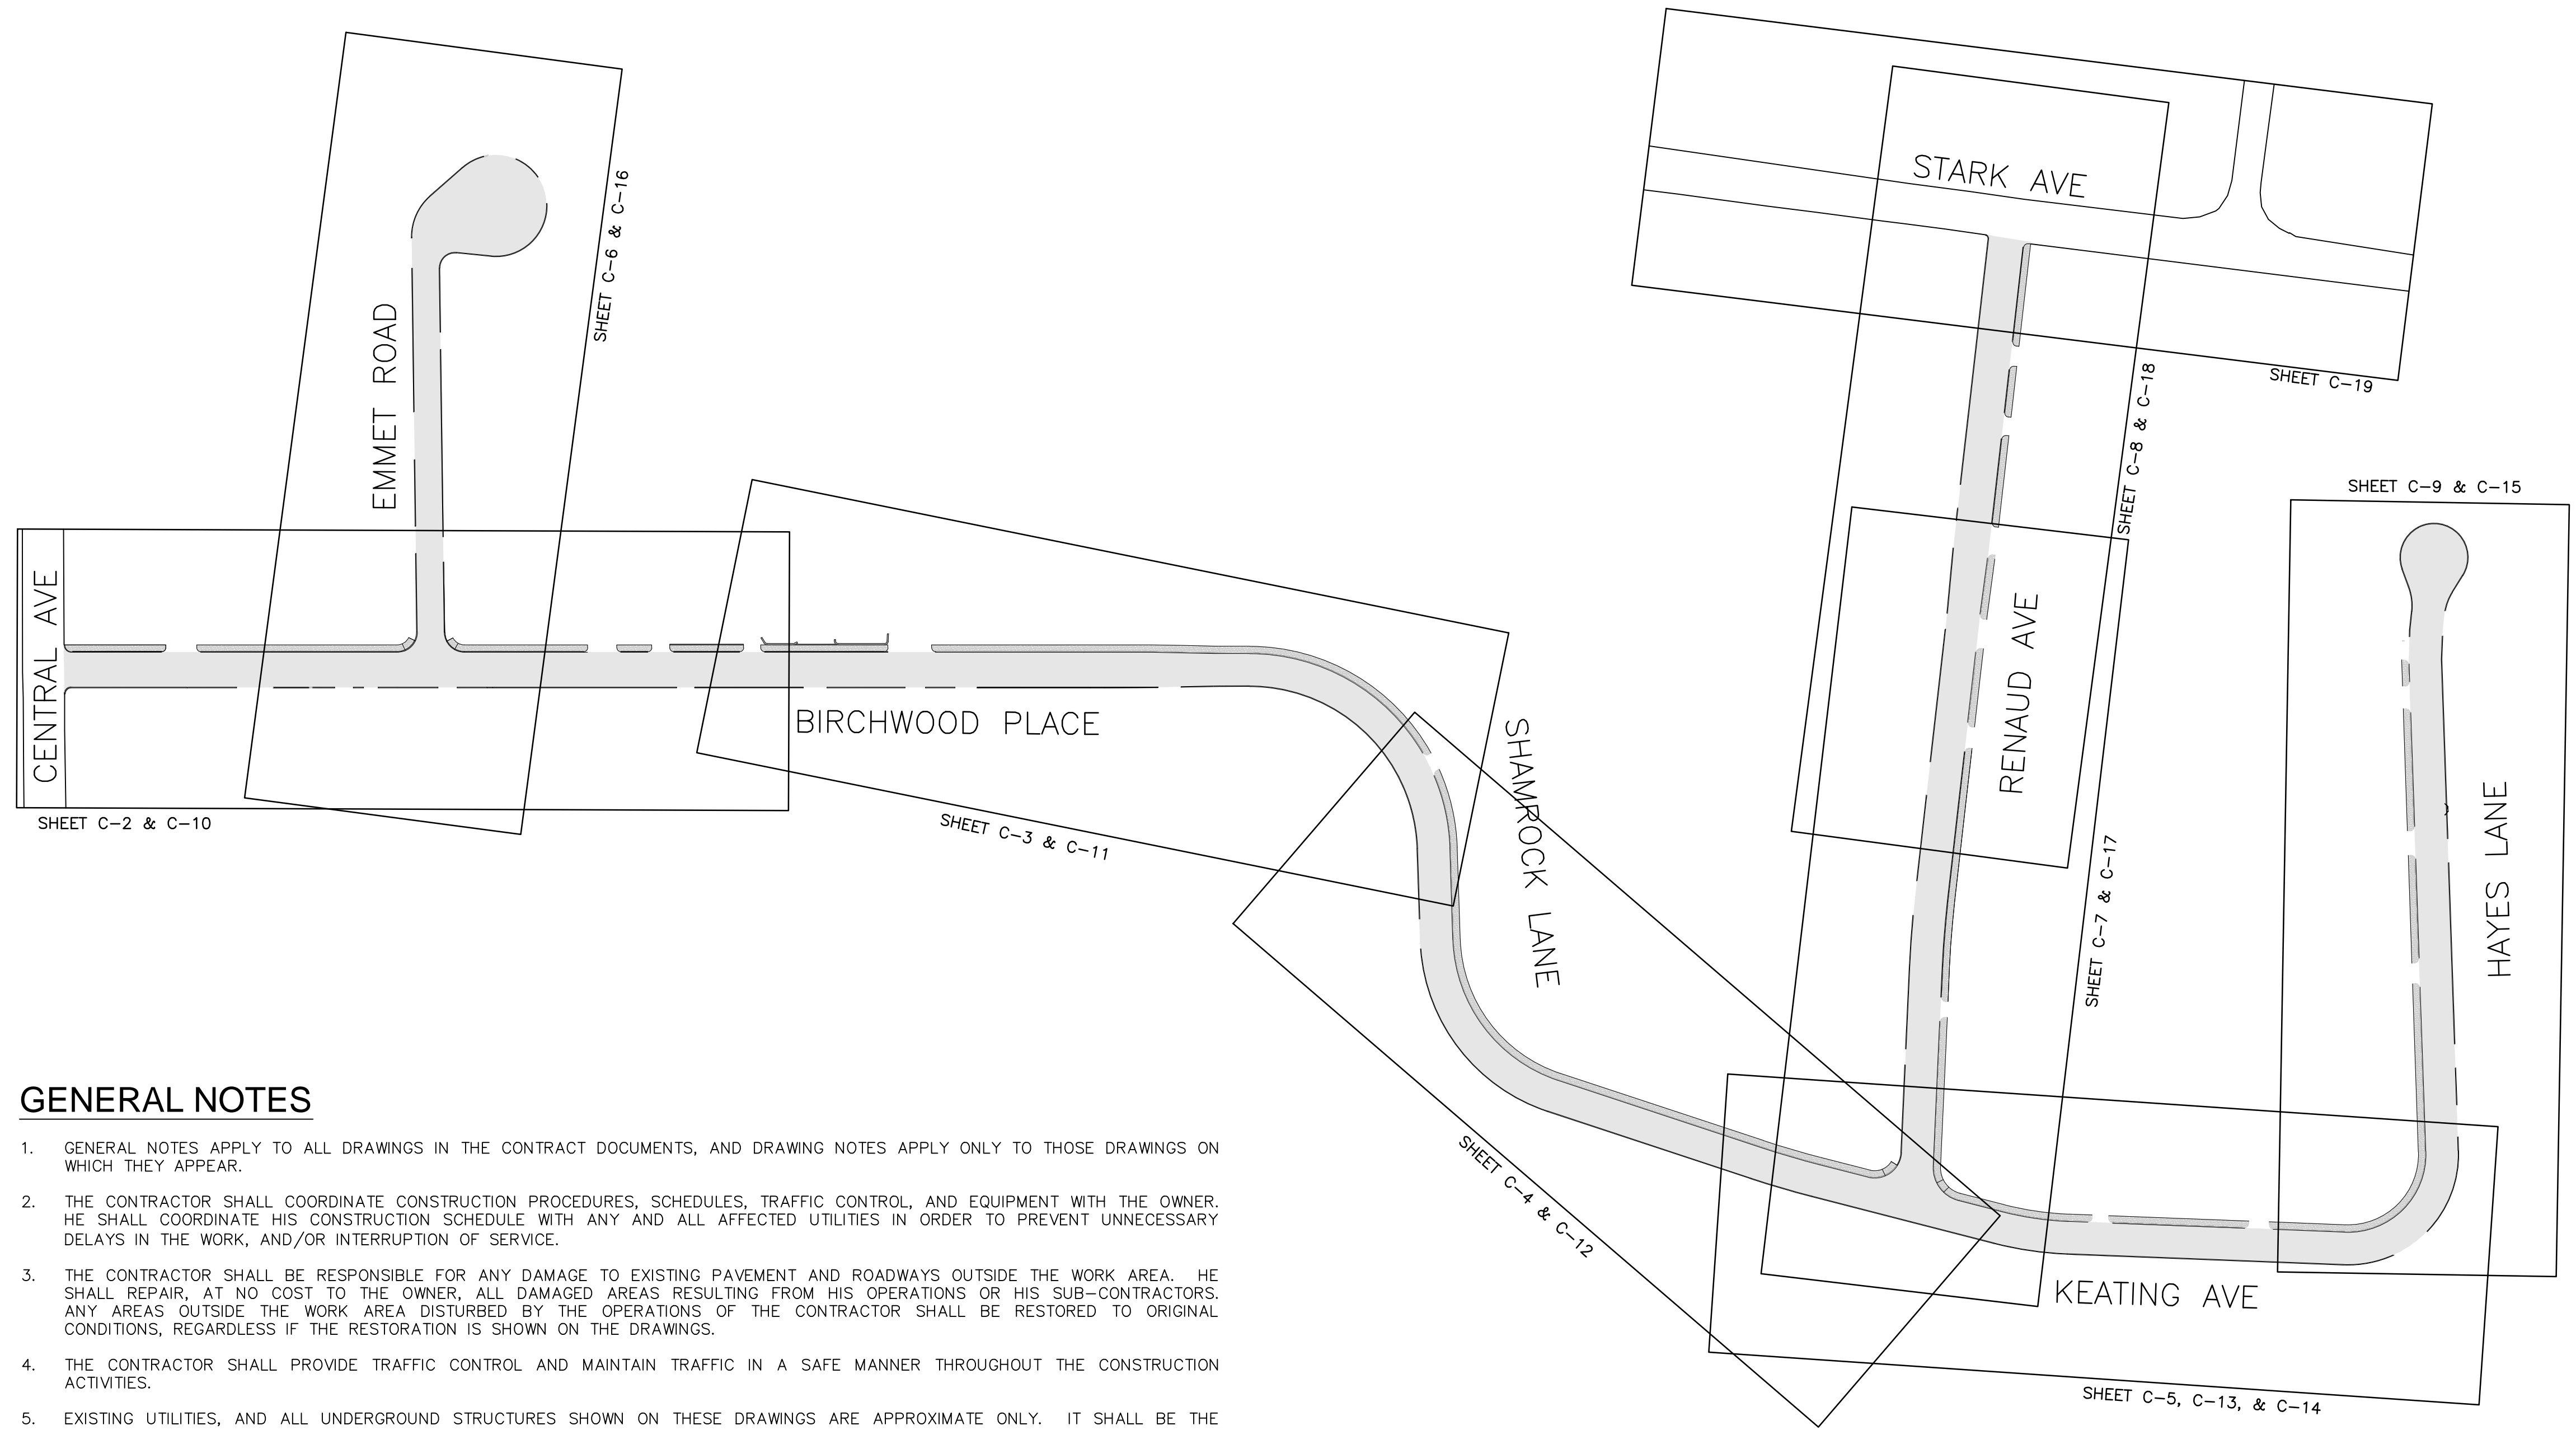 STARK AVE
SHEET C-6 & C-16
EMMET ROAD
SHEET C-19
SHEET C-8 & C-18
SHEET C-9 & C-15
CENTRAL AVE
RENAUD AVE
BIRCHWOOD PLACE
SHAMROCK LANE
HAYES LANE
SHEET C-2 & C-10
SHEET C-3 & C-11
SHEET C-7 & C-17
SHEET C-4 & C-12
KEATING AVE
SHEET C-5, C-13, & C-14
GENERAL NOTES
1. GENERAL NOTES APPLY TO ALL DRAWINGS IN THE CONTRACT DOCUMENTS, AND DRAWING NOTES APPLY ONLY TO THOSE DRAWINGS ON
WHICH THEY APPEAR.
2. THE CONTRACTOR SHALL COORDINATE CONSTRUCTION PROCEDURES, SCHEDULES, TRAFFIC CONTROL, AND EQUIPMENT WITH THE OWNER.
HE SHALL COORDINATE HIS CONSTRUCTION SCHEDULE WITH ANY AND ALL AFFECTED UTILITIES IN ORDER TO PREVENT UNNECESSARY
DELAYS IN THE WORK, AND/OR INTERRUPTION OF SERVICE.
3. THE CONTRACTOR SHALL BE RESPONSIBLE FOR ANY DAMAGE TO EXISTING PAVEMENT AND ROADWAYS OUTSIDE THE WORK AREA. HE
SHALL REPAIR, AT NO COST TO THE OWNER, ALL DAMAGED AREAS RESULTING FROM HIS OPERATIONS OR HIS SUB-CONTRACTORS.
ANY AREAS OUTSIDE THE WORK AREA DISTURBED BY THE OPERATIONS OF THE CONTRACTOR SHALL BE RESTORED TO ORIGINAL
CONDITIONS, REGARDLESS IF THE RESTORATION IS SHOWN ON THE DRAWINGS.
4. THE CONTRACTOR SHALL PROVIDE TRAFFIC CONTROL AND MAINTAIN TRAFFIC IN A SAFE MANNER THROUGHOUT THE CONSTRUCTION
ACTIVITIES.
5. EXISTING UTILITIES, AND ALL UNDERGROUND STRUCTURES SHOWN ON THESE DRAWINGS ARE APPROXIMATE ONLY. IT SHALL BE THE